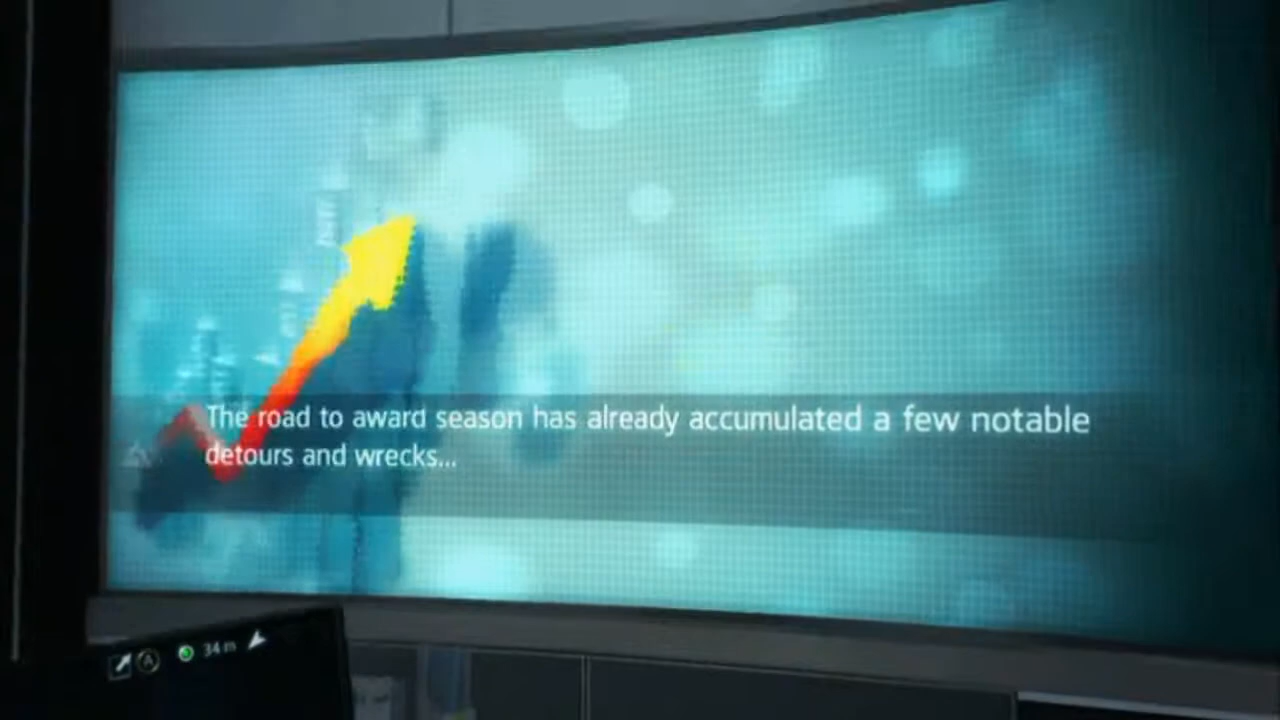 The road to award season has already accumulated a few notable
detours and wrecks...
A
34 m